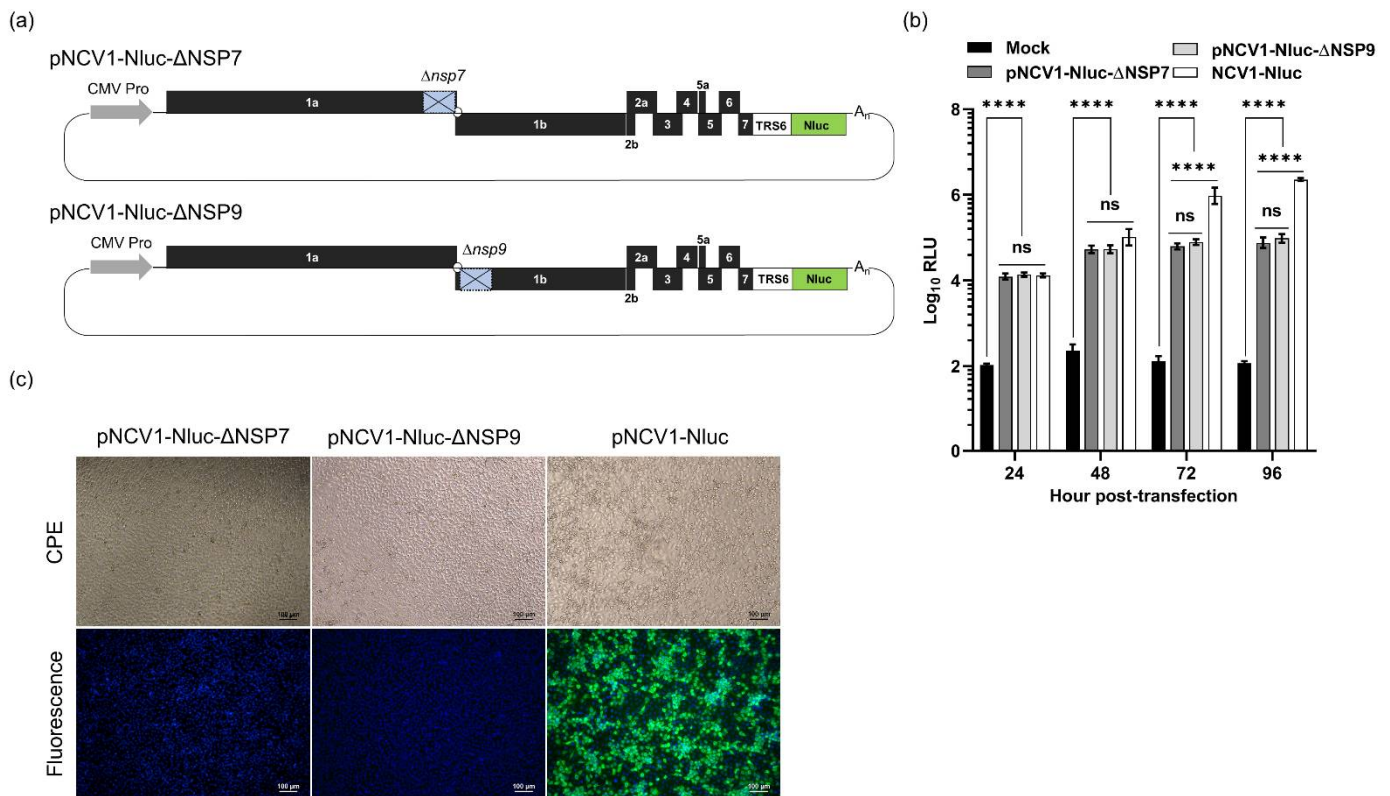 (a)
pNCV1-Nluc-ΔNSP7
CMV Pro
Δnsp7
1a
1b
2a
2b
3
4
5a
5
6
7
TRS6
Nluc
An
pNCV1-Nluc-ΔNSP9
CMV Pro
Δnsp9
1a
1b
2a
2b
3
4
5a
5
6
7
TRS6
Nluc
An
(b)
Mock
pNCV1-Nluc-ΔNSP9
pNCV1-Nluc-ΔNSP7
NCV1-Nluc
Log10 RLU
8
6
4
2
0
**** **** **** ****
**** ****
ns
ns
ns
ns
24 48 72 96
Hour post-transfection
(c)
pNCV1-Nluc-ΔNSP7 pNCV1-Nluc-ΔNSP9 pNCV1-Nluc
CPE
100 µm 100 µm 100 µm
Fluorescence
100 µm 100 µm 100 µm